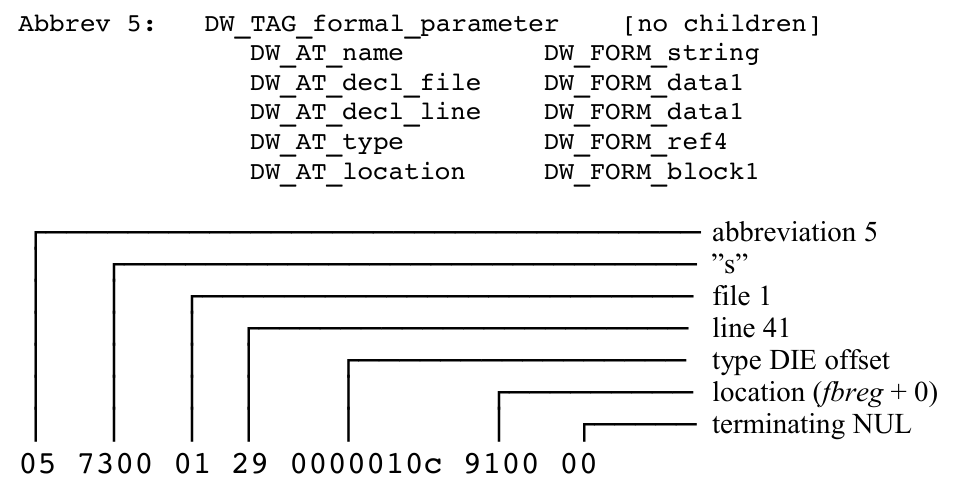 Abbrev 5: DW_TAG_formal_parameter [no children]
DW_AT_name DW_FORM_string
DW_AT_decl_file DW_FORM_data1
DW_AT_decl_line DW_FORM_data1
DW_AT_type DW_FORM_ref4
DW_AT_location DW_FORM_block1
abbreviation 5
”s”
file 1
line 41
type DIE offset
location (fbreg + 0)
terminating NUL
05 7300 01 29 0000010c 9100 00